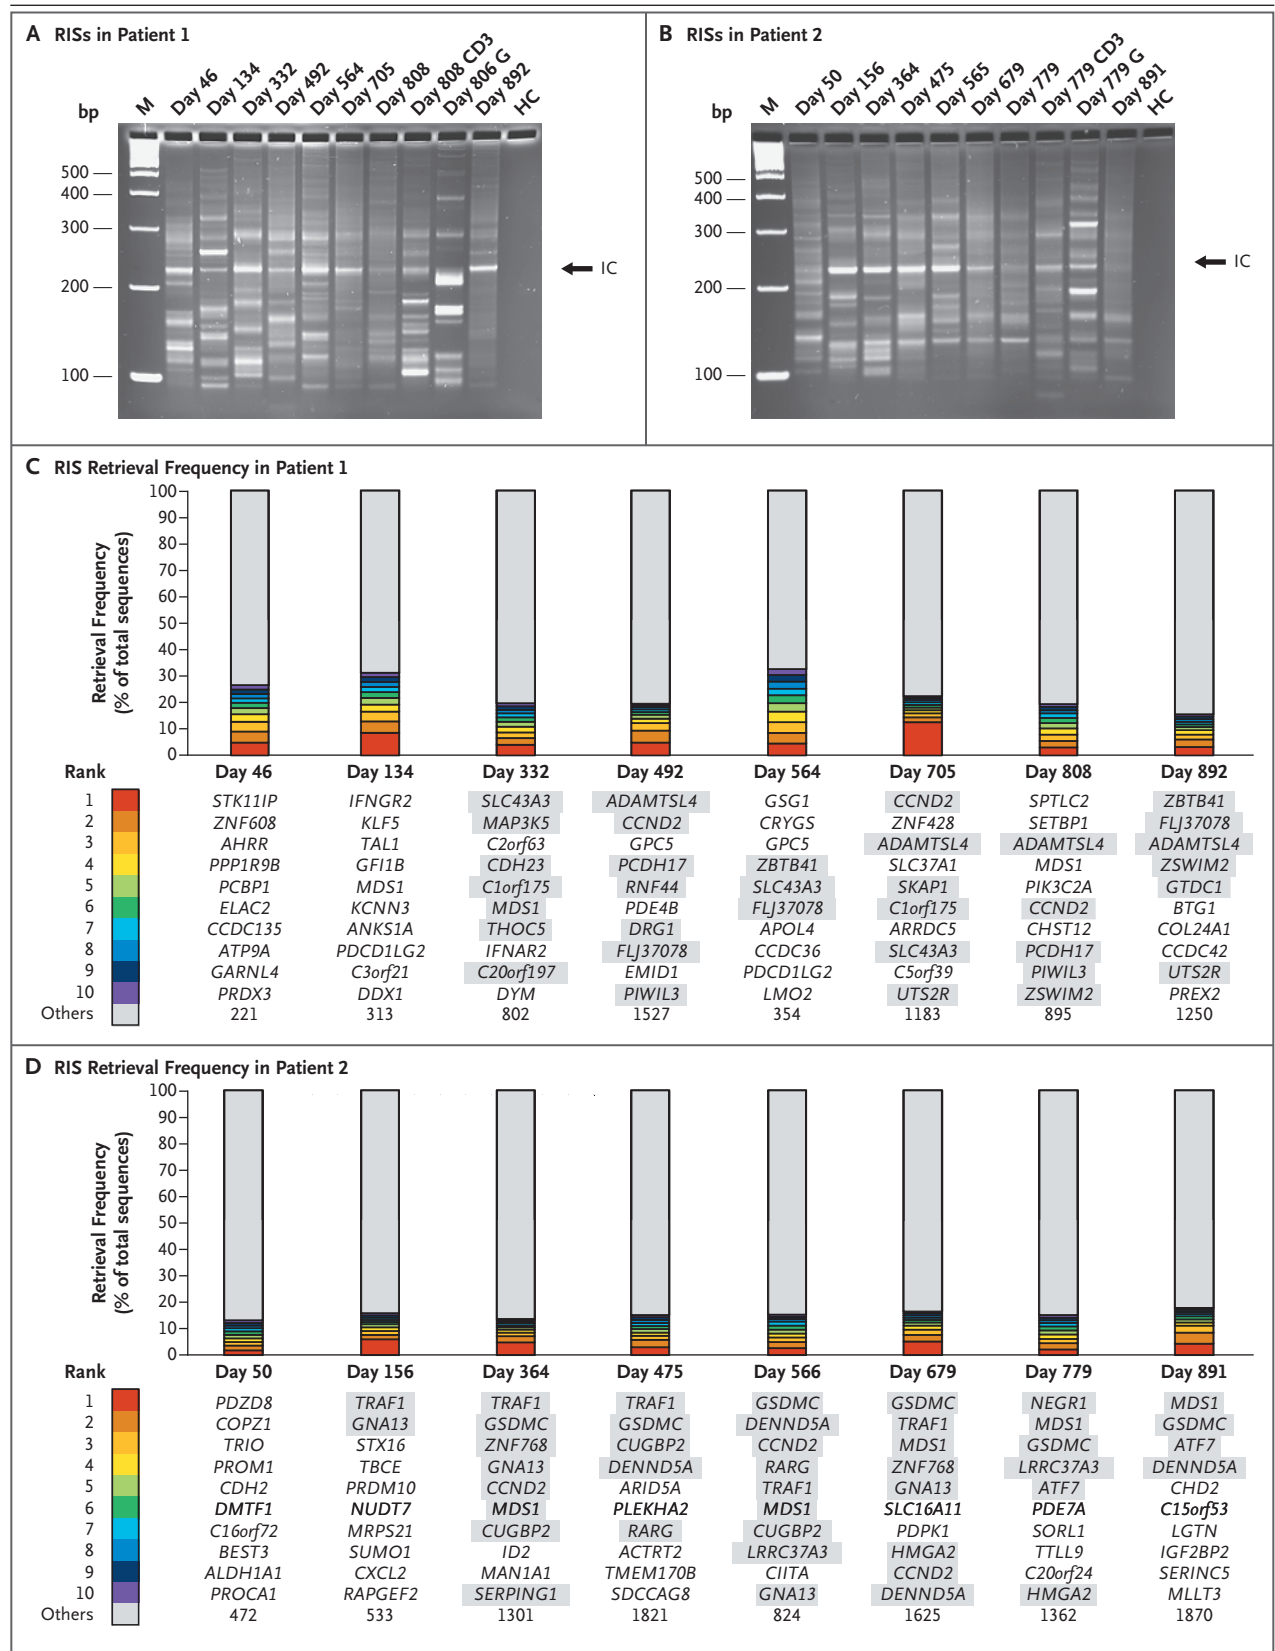 A RISs in Patient 1
bp M Day 46 Day 134 Day 332 Day 492 Day 564 Day 705 Day 808 Day 808 CD3 Day 806 G Day 892 HC
500
400
300
IC
200
100
B RISs in Patient 2
bp M Day 50 Day 156 Day 364 Day 475 Day 565 Day 679 Day 779 Day 779 CD3 Day 779 G Day 891 HC
500
400
300
IC
200
100
C RIS Retrieval Frequency in Patient 1
Retrieval Frequency
(% of total sequences)
100
90
80
70
60
50
40
30
20
10
0
Rank Day 46 Day 134 Day 332 Day 492 Day 564 Day 705 Day 808 Day 892
1 STK11IP IFNGR2 SLC43A3 ADAMTSL4 GSG1 CCND2 SPTLC2 ZBTB41
2 ZNF608 KLF5 MAP3K5 CCND2 CRYGS ZNF428 SETBP1 FLJ37078
3 AHRR TAL1 C2orf63 GPC5 GPC5 ADAMTSL4 ADAMTSL4 ADAMTSL4
4 PPP1R9B GFI1B CDH23 PCDH17 ZBTB41 SLC37A1 MDS1 ZSWIM2
5 PCBP1 MDS1 C1orf175 RNF44 SLC43A3 SKAP1 PIK3C2A GTDC1
6 ELAC2 KCNN3 MDS1 PDE4B FLJ37078 C1orf175 CCND2 BTG1
7 CCDC135 ANKS1A THOC5 DRG1 APOL4 ARRDC5 CHST12 COL24A1
8 ATP9A PDCD1LG2 IFNAR2 FLJ37078 CCDC36 SLC43A3 PCDH17 CCDC42
9 GARNL4 C3orf21 C20orf197 EMID1 PDCD1LG2 C5orf39 PIWIL3 UTS2R
10 PRDX3 DDX1 DYM PIWIL3 LMO2 UTS2R ZSWIM2 PREX2
Others 221 313 802 1527 354 1183 895 1250
D RIS Retrieval Frequency in Patient 2
Retrieval Frequency
(% of total sequences)
100
90
80
70
60
50
40
30
20
10
0
Rank Day 50 Day 156 Day 364 Day 475 Day 566 Day 679 Day 779 Day 891
1 PDZD8 TRAF1 TRAF1 TRAF1 GSDMC GSDMC NEGR1 MDS1
2 COPZ1 GNA13 GSDMC GSDMC DENND5A TRAF1 MDS1 GSDMC
3 TRIO STX16 ZNF768 CUGBP2 CCND2 MDS1 GSDMC ATF7
4 PROM1 TBCE GNA13 DENND5A RARG ZNF768 LRRC37A3 DENND5A
5 CDH2 PRDM10 CCND2 ARID5A TRAF1 GNA13 ATF7 CHD2
6 DMTF1 NUDT7 MDS1 PLEKHA2 MDS1 SLC16A11 PDE7A C15orf53
7 C16orf72 MRPS21 CUGBP2 RARG CUGBP2 PDPK1 SORL1 LGTN
8 BEST3 SUMO1 ID2 ACTRT2 LRRC37A3 HMGA2 TTLL9 IGF2BP2
9 ALDH1A1 CXCL2 MAN1A1 TMEM170B CIITA CCND2 C20orf24 SERINC5
10 PROCA1 RAPGEF2 SERPING1 SDCCAG8 GNA13 DENND5A HMGA2 MLLT3
Others 472 533 1301 1821 824 1625 1362 1870